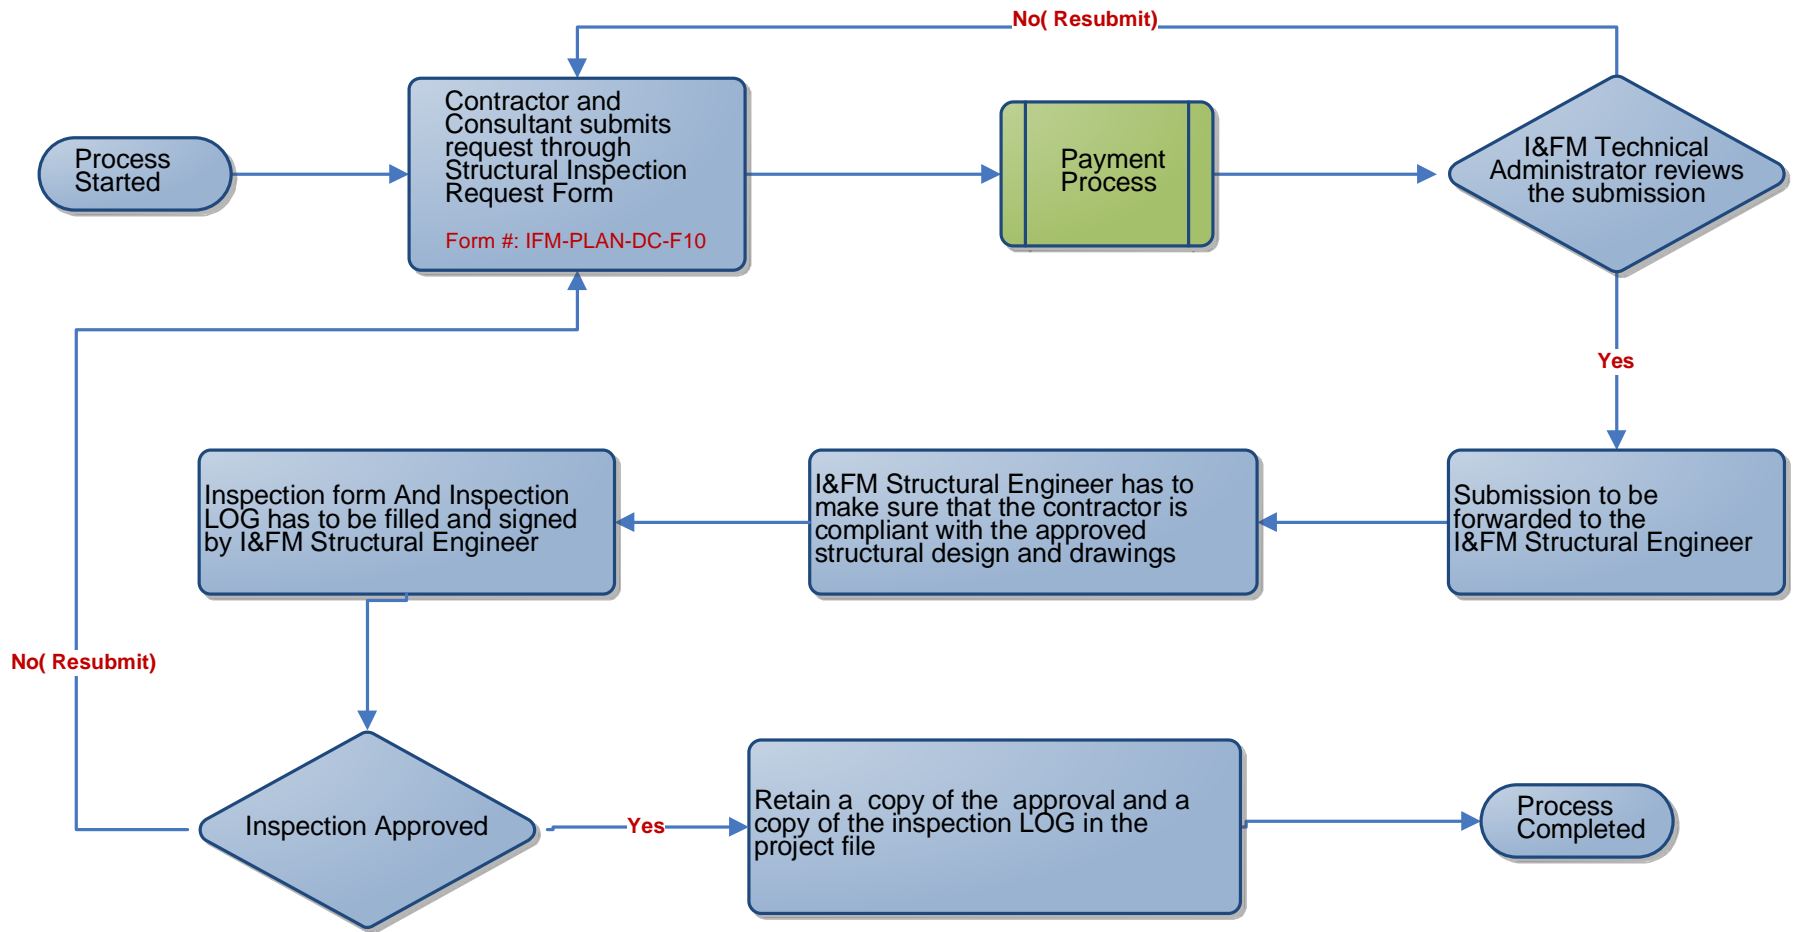 No( Resubmit)
Process
Started
Contractor and
Consultant submits
request through
Structural Inspection
Request Form
Form #: IFM-PLAN-DC-F10
Payment
Process
I&FM Technical
Administrator reviews
the submission
Yes
Submission to be
forwarded to the
I&FM Structural Engineer
I&FM Structural Engineer has to
make sure that the contractor is
compliant with the approved
structural design and drawings
Inspection form And Inspection
LOG has to be filled and signed
by I&FM Structural Engineer
No( Resubmit)
Inspection Approved
Yes
Retain a  copy of the  approval and a
copy of the inspection LOG in the
project file
Process
Completed